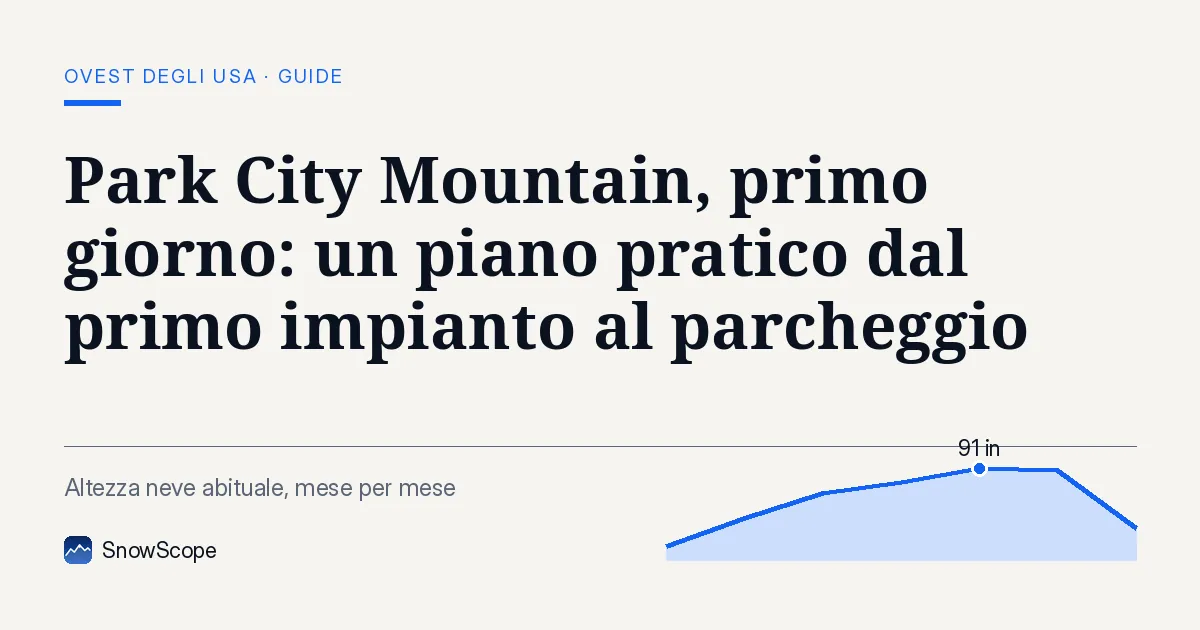 OVEST DEGLI USA · GUIDE
Park City Mountain, primo
giorno: un piano pratico dal
primo impianto al parcheggio
91 in
Altezza neve abituale, mese per mese
SnowScope